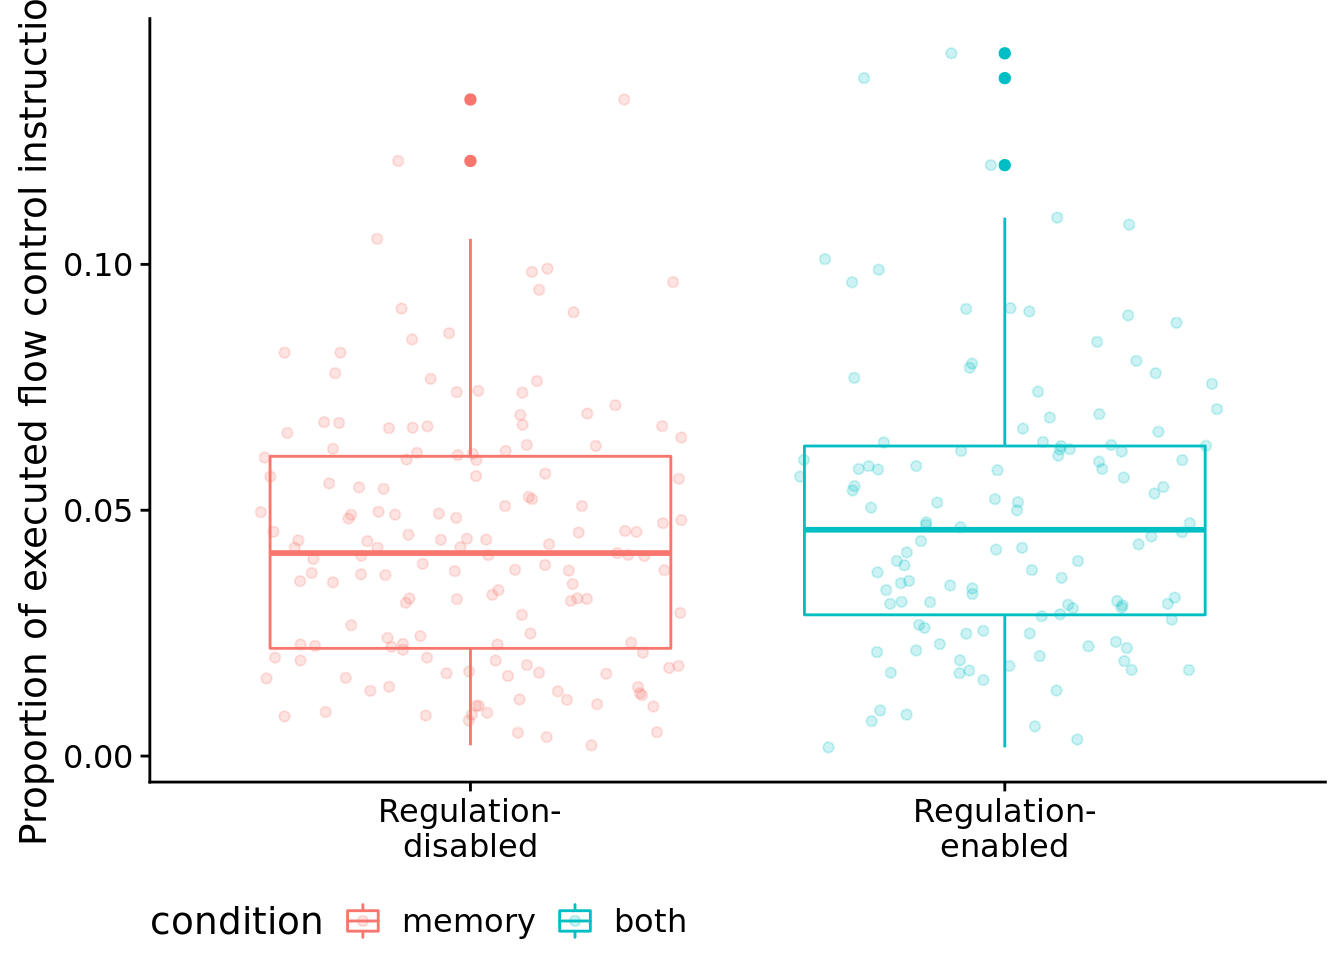 Proportion of executed flow control instructio
0.10
0.05
0.00
Regulation-
disabled
Regulation-
enabled
condition memory both